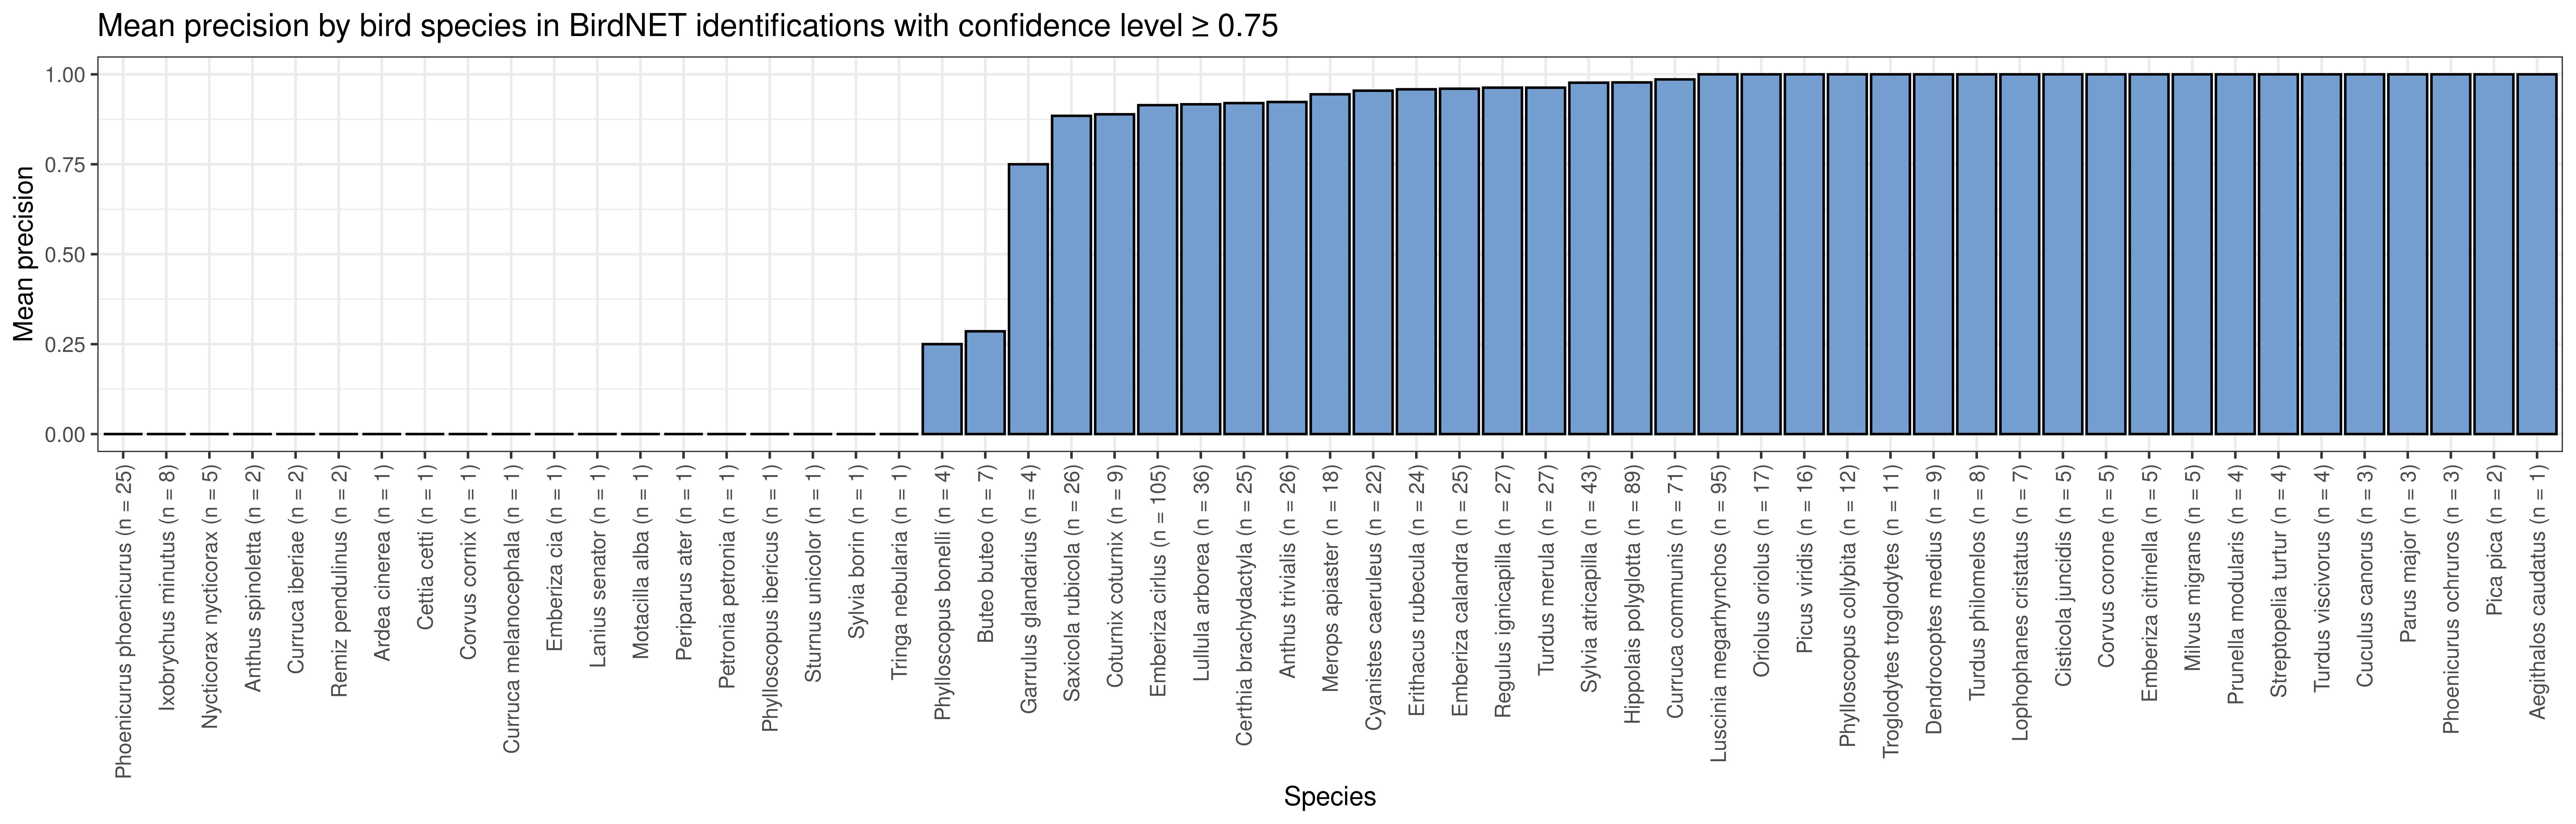 Mean precision by bird species in BirdNET identifications with confidence level ≥ 0.75
Mean precision
1.00
0.75
0.50
0.25
0.00
Phoenicurus phoenicurus (n = 25)
Ixobrychus minutus (n = 8)
Nycticorax nycticorax (n = 5)
Anthus spinoletta (n = 2)
Curruca iberiae (n = 2)
Remiz pendulinus (n = 2)
Ardea cinerea (n = 1)
Cettia cetti (n = 1)
Corvus cornix (n = 1)
Curruca melanocephala (n = 1)
Emberiza cia (n = 1)
Lanius senator (n = 1)
Motacilla alba (n = 1)
Periparus ater (n = 1)
Petronia petronia (n = 1)
Phylloscopus ibericus (n = 1)
Sturnus unicolor (n = 1)
Sylvia borin (n = 1)
Tringa nebularia (n = 1)
Phylloscopus bonelli (n = 4)
Buteo buteo (n = 7)
Garrulus glandarius (n = 4)
Saxicola rubicola (n = 26)
Coturnix coturnix (n = 9)
Emberiza cirlus (n = 105)
Lullula arborea (n = 36)
Certhia brachydactyla (n = 25)
Anthus trivialis (n = 26)
Merops apiaster (n = 18)
Cyanistes caeruleus (n = 22)
Erithacus rubecula (n = 24)
Emberiza calandra (n = 25)
Regulus ignicapilla (n = 27)
Turdus merula (n = 27)
Sylvia atricapilla (n = 43)
Hippolais polyglotta (n = 89)
Curruca communis (n = 71)
Luscinia megarhynchos (n = 95)
Oriolus oriolus (n = 17)
Picus viridis (n = 16)
Phylloscopus collybita (n = 12)
Troglodytes troglodytes (n = 11)
Dendrocoptes medius (n = 9)
Turdus philomelos (n = 8)
Lophophanes cristatus (n = 7)
Cisticola juncidis (n = 5)
Corvus corone (n = 5)
Emberiza citrinella (n = 5)
Milvus migrans (n = 5)
Prunella modularis (n = 4)
Streptopelia turtur (n = 4)
Turdus viscivorus (n = 4)
Cuculus canorus (n = 3)
Parus major (n = 3)
Phoenicurus ochruros (n = 3)
Pica pica (n = 2)
Aegithalos caudatus (n = 1)
Species